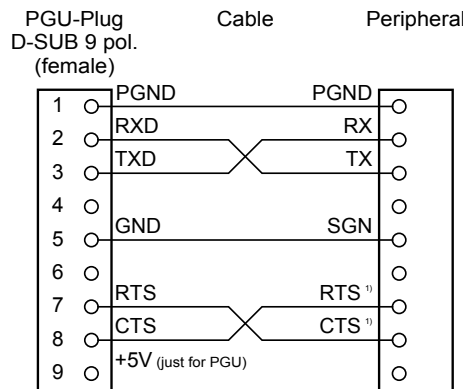 PGU-Plug Cable Peripheral
D-SUB 9 pol.
(female)
1 PGND PGND
2 RXD RX
3 TXD TX
4
5 GND SGN
6
7 RTS RTS ¹⁾
8 CTS CTS ¹⁾
9 +5V (just for PGU)